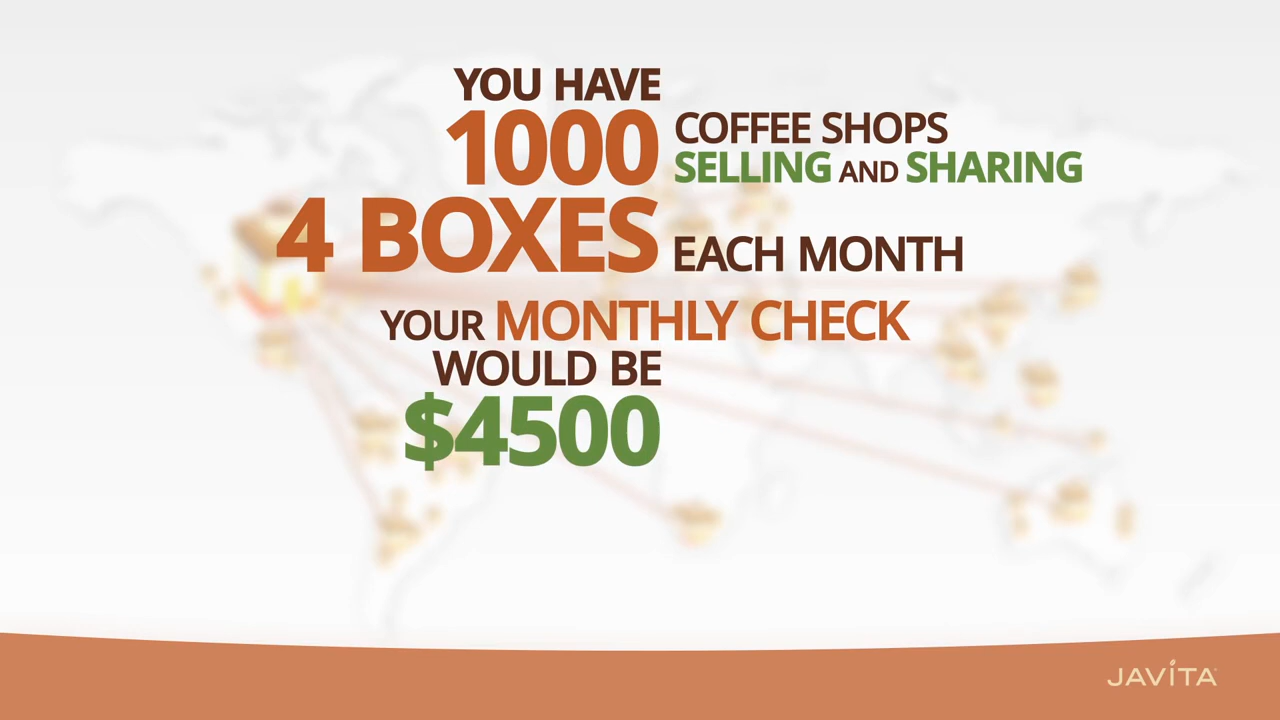 YOU HAVE
1000 COFFEE SHOPS
SELLING AND SHARING
4 BOXES EACH MONTH
YOUR MONTHLY CHECK
WOULD BE
$4500
JAVITA